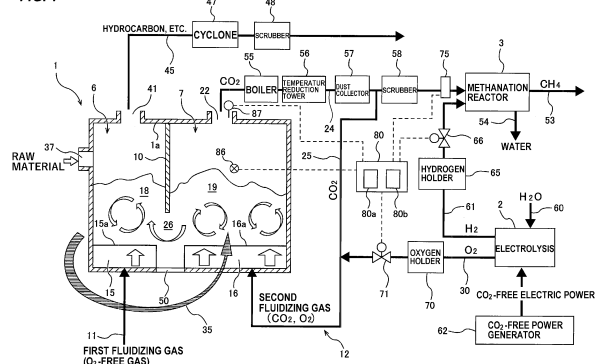 47
48
HYDROCARBON, ETC.
CYCLONE
SCRUBBER
45
55
56
57
58
75
3
1
6
41
7
22
CO2
BOILER
TEMPERATUR
REDUCTION
TOWER
DUST
COLLECTOR
SCRUBBER
METHANATION
REACTOR
CH4
53
24
54
WATER
87
1a
37
10
RAW
MATERIAL
86
25
80
66
HYDROGEN
HOLDER
65
CO2
80a
80b
18
19
26
61
2
H2O
60
15a
16a
H2
ELECTROLYSIS
O2
OXYGEN
HOLDER
15
50
16
71
70
30
SECOND
FLUIDIZING GAS
(CO2, O2)
CO2-FREE ELECTRIC POWER
11
35
12
62
CO2-FREE POWER
GENERATOR
FIRST FLUIDIZING GAS
(O2-FREE GAS)